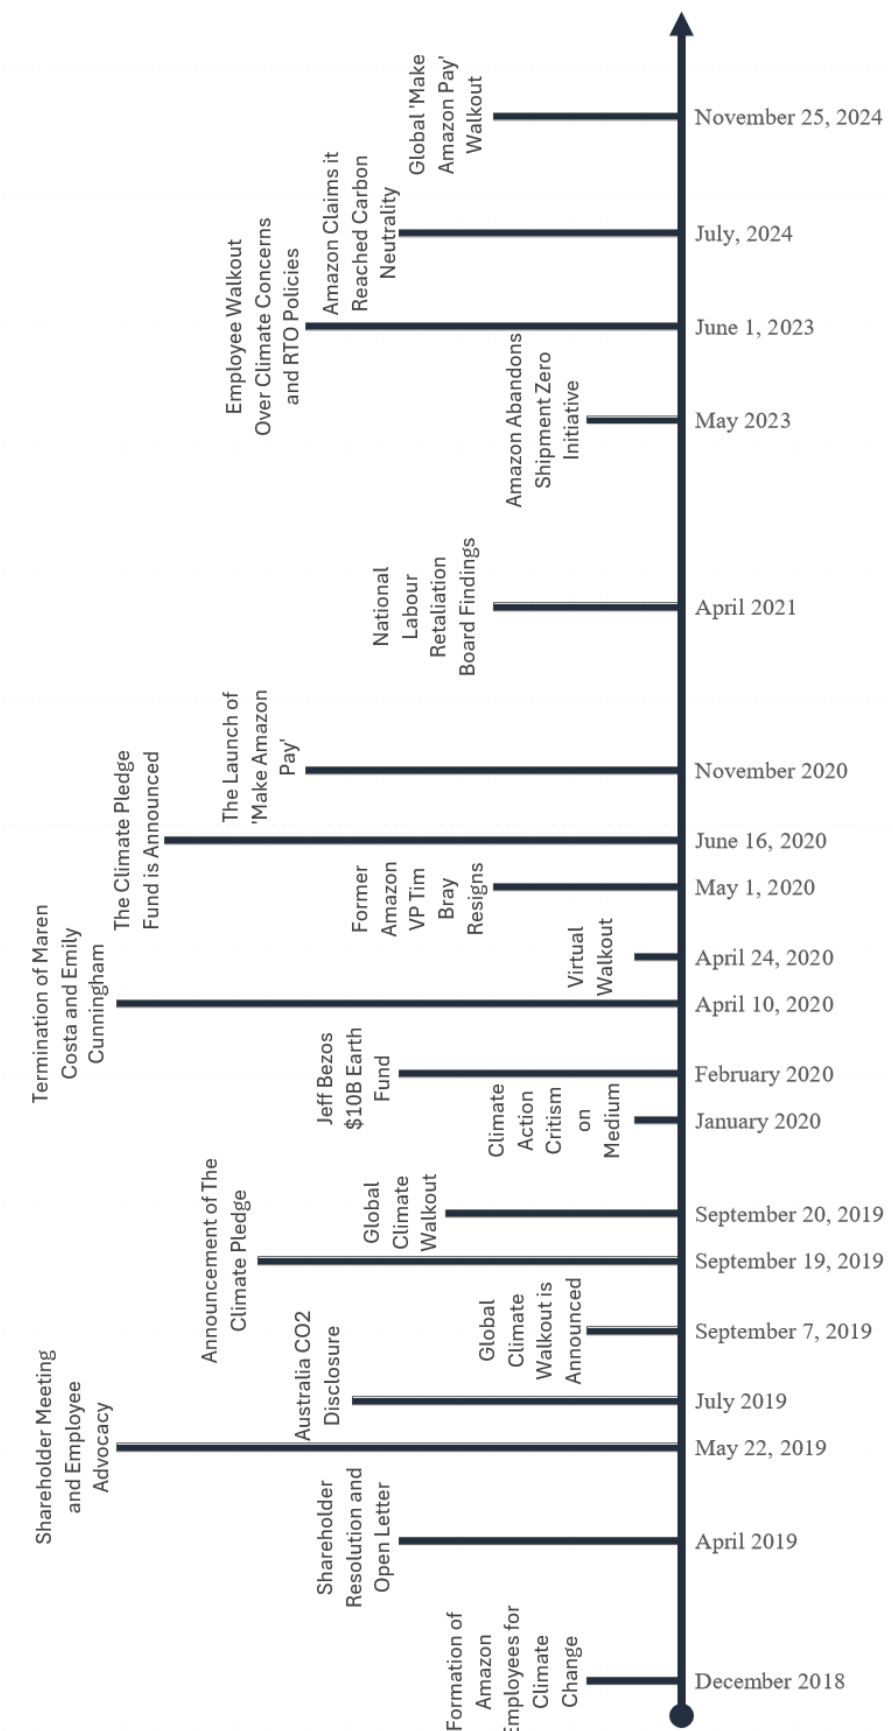 Global 'Make
Amazon Pay'
Walkout
November 25, 2024
Amazon Claims it
Reached Carbon
Neutrality
July, 2024
Employee Walkout
Over Climate Concerns
and RTO Policies
June 1, 2023
Amazon Abandons
Shipment Zero
Initiative
May 2023
National
Labour
Retaliation
Board Findings
April 2021
The Launch of
'Make Amazon
Pay'
November 2020
The Climate Pledge
Fund is Announced
June 16, 2020
Former
Amazon
VP Tim
Bray
Resigns
May 1, 2020
Virtual
Walkout
April 24, 2020
Termination of Maren
Costa and Emily
Cunningham
April 10, 2020
Jeff Bezos
$10B Earth
Fund
February 2020
Climate
Action
Critism
on
Medium
January 2020
Global
Climate
Walkout
September 20, 2019
Announcement of The
Climate Pledge
September 19, 2019
Global
Climate
Walkout is
Announced
September 7, 2019
Australia CO2
Disclosure
July 2019
Shareholder Meeting
and Employee
Advocacy
May 22, 2019
Shareholder
Resolution and
Open Letter
April 2019
Formation of
Amazon
Employees for
Climate
Change
December 2018